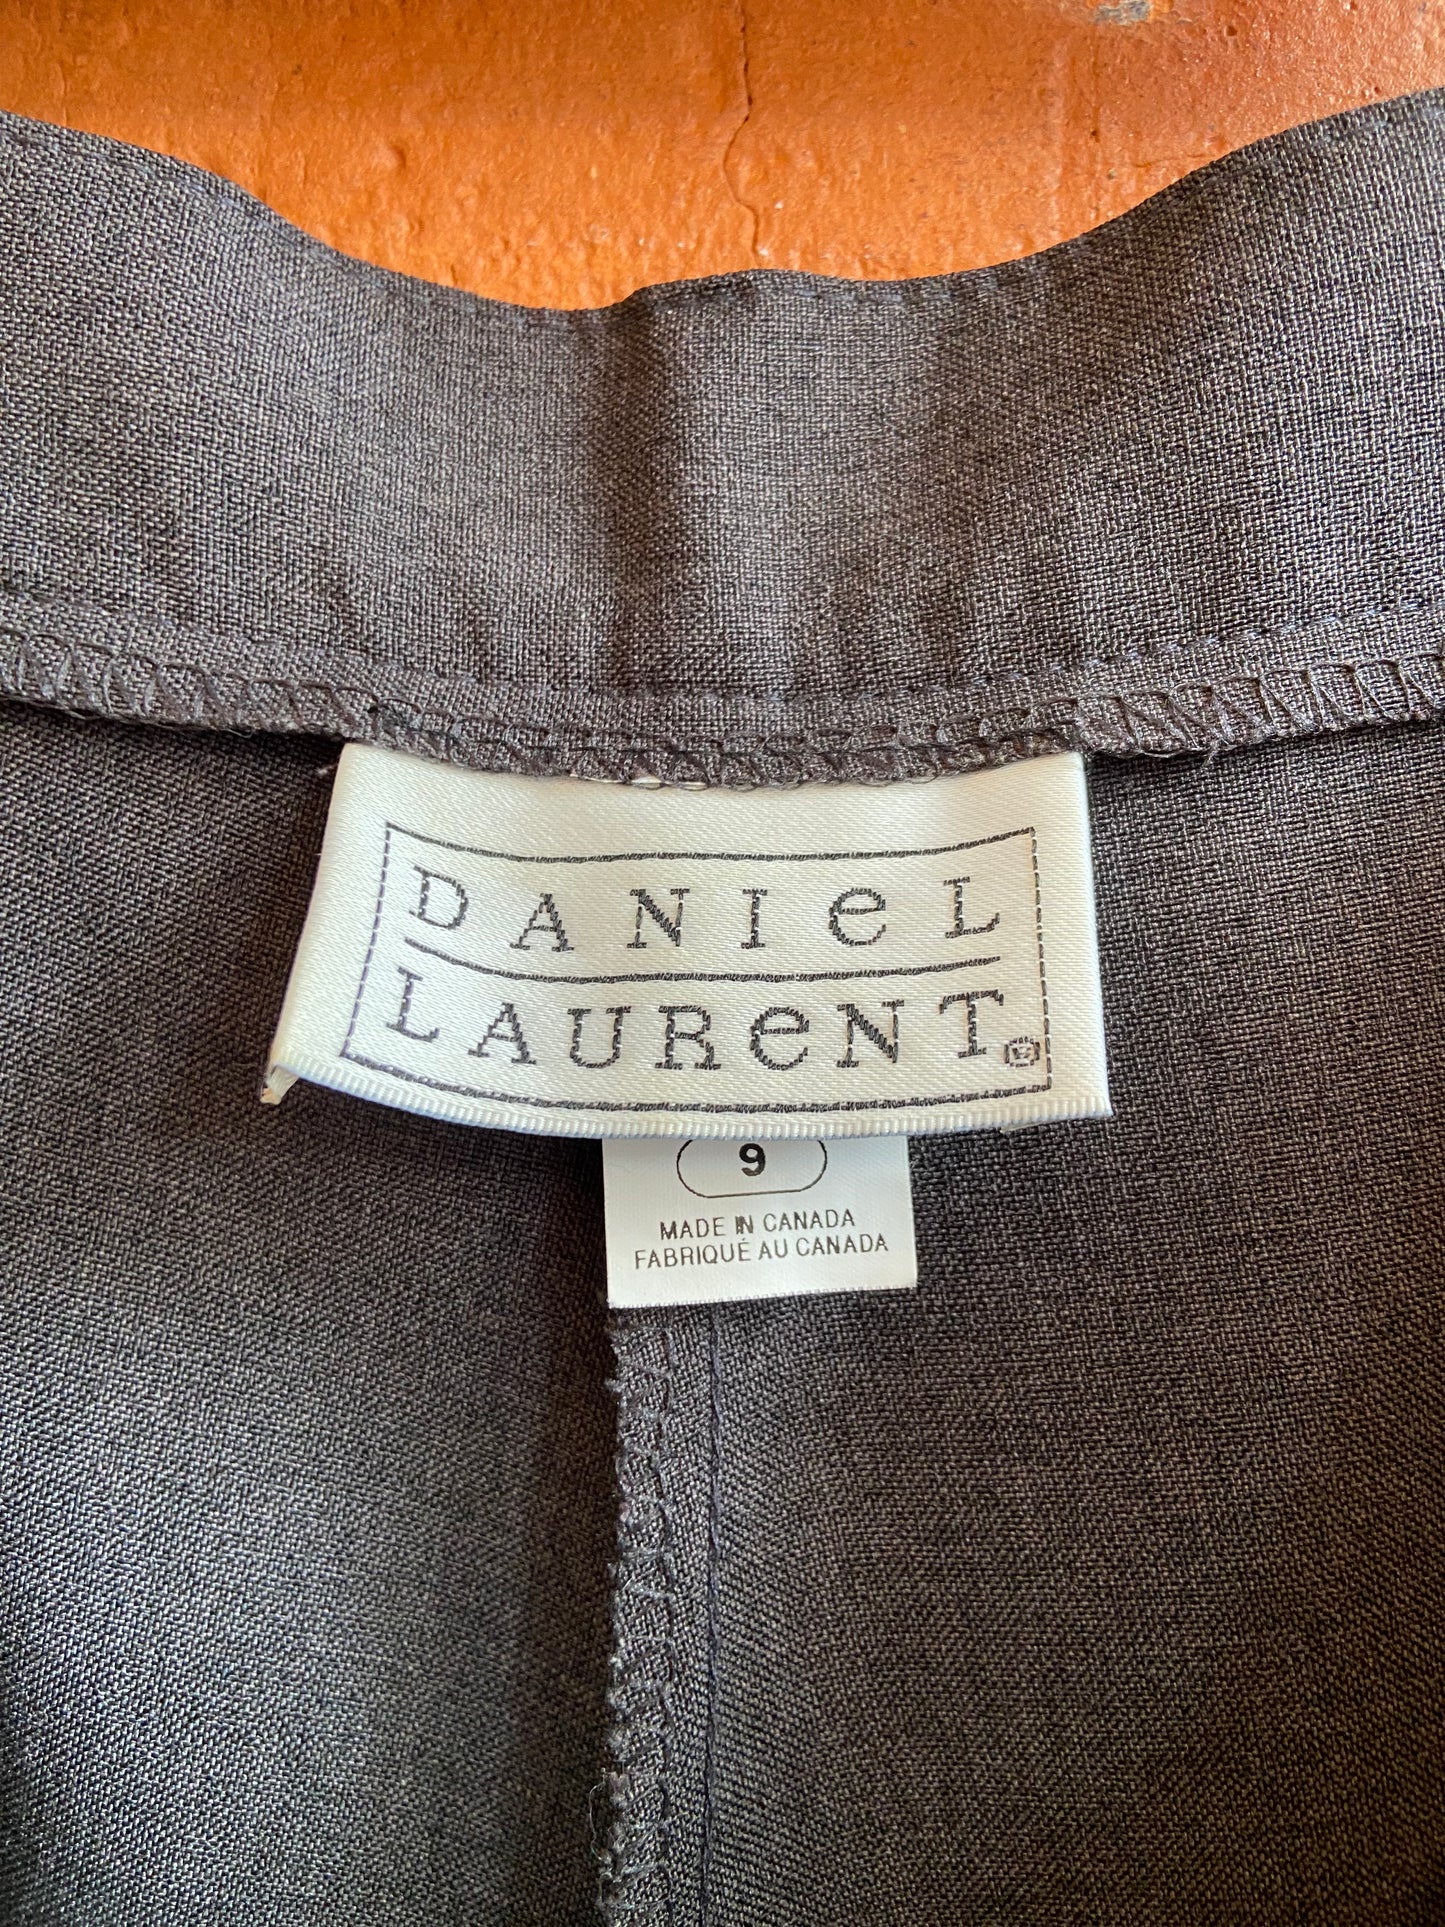 DANIeL
LAUReNT
9
MADE IN CANADA
FABRIQUÉ AU CANADA